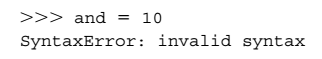 >>> and = 10
SyntaxError: invalid syntax